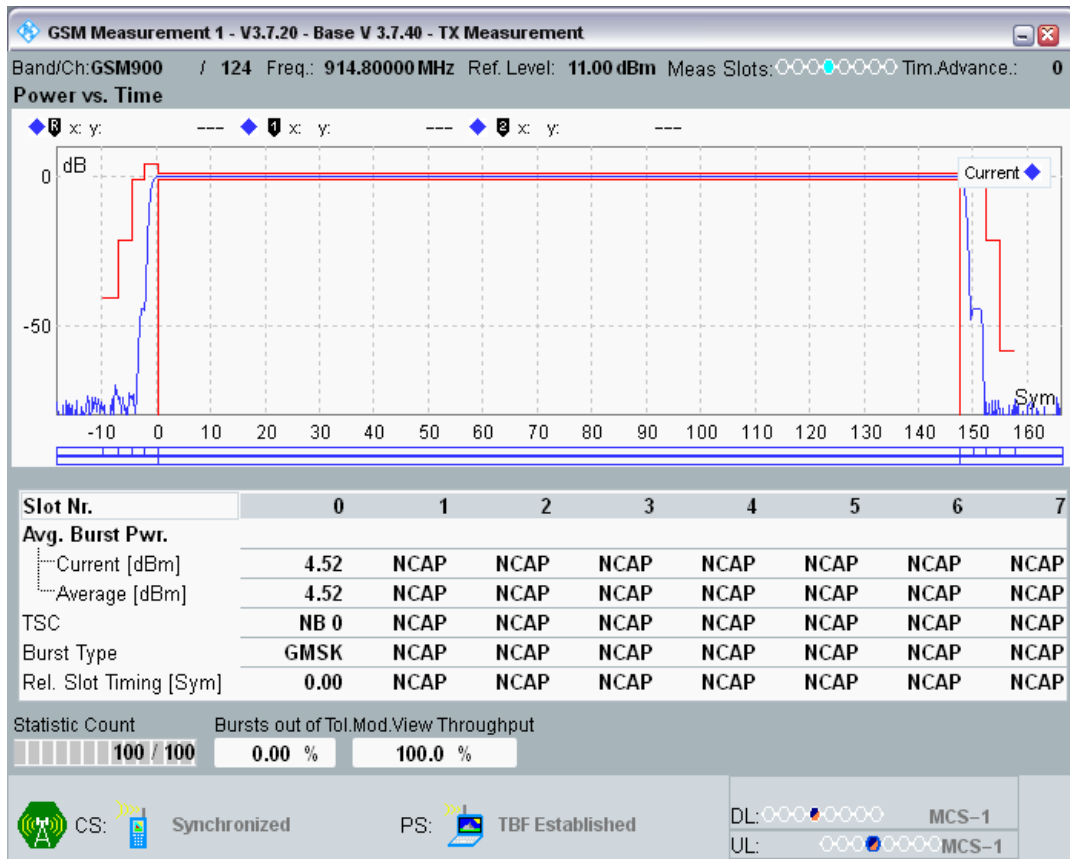 GSM Measurement 1 - V3.7.20 - Base V 3.7.40 - TX Measurement
Band/Ch:GSM900 / 124 Freq.: 914.80000 MHz Ref. Level: 11.00 dBm Meas Slots: Tim.Advance.: 0
Power vs. Time
R x: y: --- 1 x: y: --- 2 x: y: ---
dB
Current
0
-50
Sym
-10 0 10 20 30 40 50 60 70 80 90 100 110 120 130 140 150 160
Slot Nr. 0 1 2 3 4 5 6 7
Avg. Burst Pwr.
Current [dBm] 4.52 NCAP NCAP NCAP NCAP NCAP NCAP NCAP
Average [dBm] 4.52 NCAP NCAP NCAP NCAP NCAP NCAP NCAP
TSC NB 0 NCAP NCAP NCAP NCAP NCAP NCAP NCAP
Burst Type GMSK NCAP NCAP NCAP NCAP NCAP NCAP NCAP
Rel. Slot Timing [Sym] 0.00 NCAP NCAP NCAP NCAP NCAP NCAP NCAP
Statistic Count Bursts out of Tol.Mod.View Throughput
100 / 100 0.00 % 100.0 %
CS: Synchronized PS: TBF Established
DL: MCS-1
UL: MCS-1